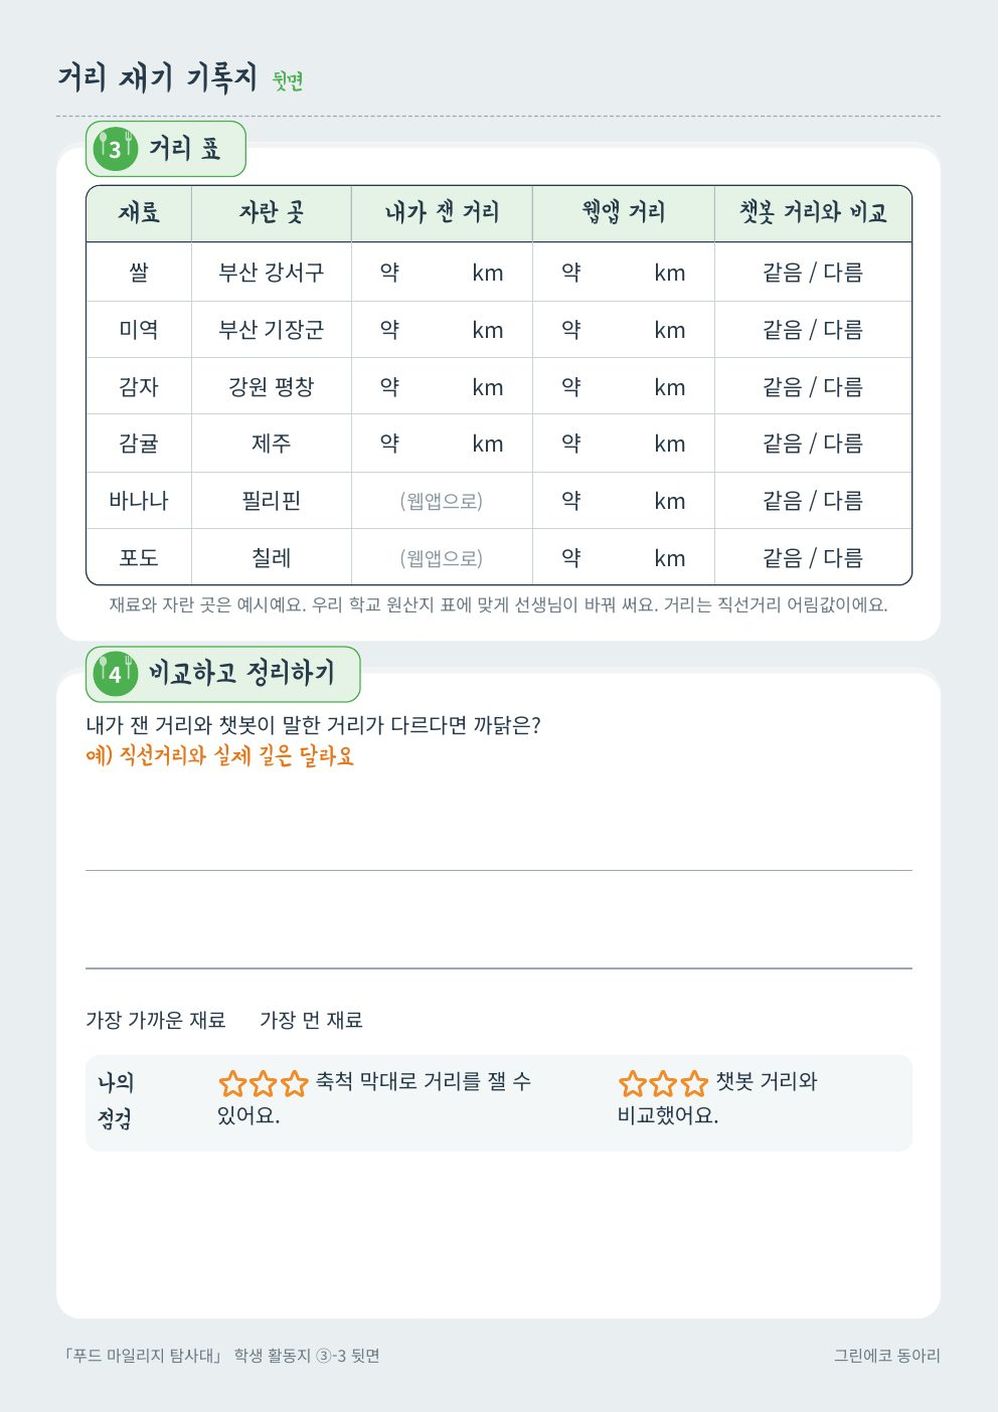 거리 재기 기록지 뒷면
3 거리 표
재료 자란 곳 내가 잰 거리 웹앱 거리 챗봇 거리와 비교
쌀 부산 강서구 약 km 약 km 같음 / 다름
미역 부산 기장군 약 km 약 km 같음 / 다름
감자 강원 평창 약 km 약 km 같음 / 다름
감귤 제주 약 km 약 km 같음 / 다름
바나나 필리핀 (웹앱으로) 약 km 같음 / 다름
포도 칠레 (웹앱으로) 약 km 같음 / 다름
재료와 자란 곳은 예시예요. 우리 학교 원산지 표에 맞게 선생님이 바꿔 써요. 거리는 직선거리 어림값이에요.
4 비교하고 정리하기
내가 잰 거리와 챗봇이 말한 거리가 다르다면 까닭은?
예) 직선거리와 실제 길은 달라요
가장 가까운 재료 가장 먼 재료
나의 점검
☆☆☆ 축척 막대로 거리를 잴 수
있어요.
☆☆☆ 챗봇 거리와
비교했어요.
「푸드 마일리지 탐사대」 학생 활동지 ③-3 뒷면
그린에코 동아리